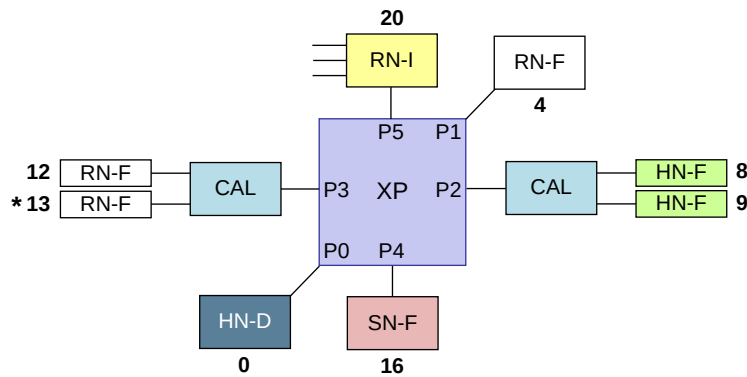 20
RN-I
RN-F
4
P5
P1
12
RN-F
* 13
RN-F
CAL
P3
XP
P2
CAL
HN-F
8
HN-F
9
P0
P4
HN-D
0
SN-F
16